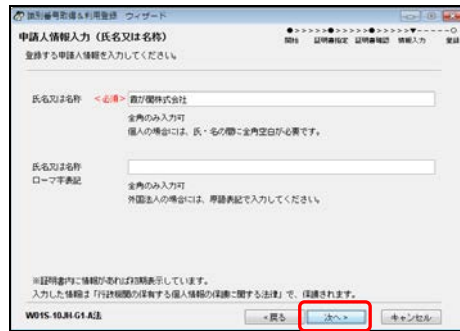 識別番号取得&利用登録 ウィザード
申請人情報入力（氏名又は名称）
●>>>>>●>>>>>●>>>>>▼-----○
開始 証明書指定 証明書確認 情報入力 登録
登録する申請人情報を入力してください。
氏名又は名称 <必須> 霞が関株式会社
全角のみ入力可
個人の場合には、氏・名の間に全角空白が必要です。
氏名又は名称
ローマ字表記
全角のみ入力可
外国法人の場合には、原語表記で入力してください。
※証明書内に情報があれば初期表示しています。
入力した情報は「行政機関の保有する個人情報の保護に関する法律」で、保護されます。
W01S-10JH-G1-A法 <戻る 次へ> キャンセル